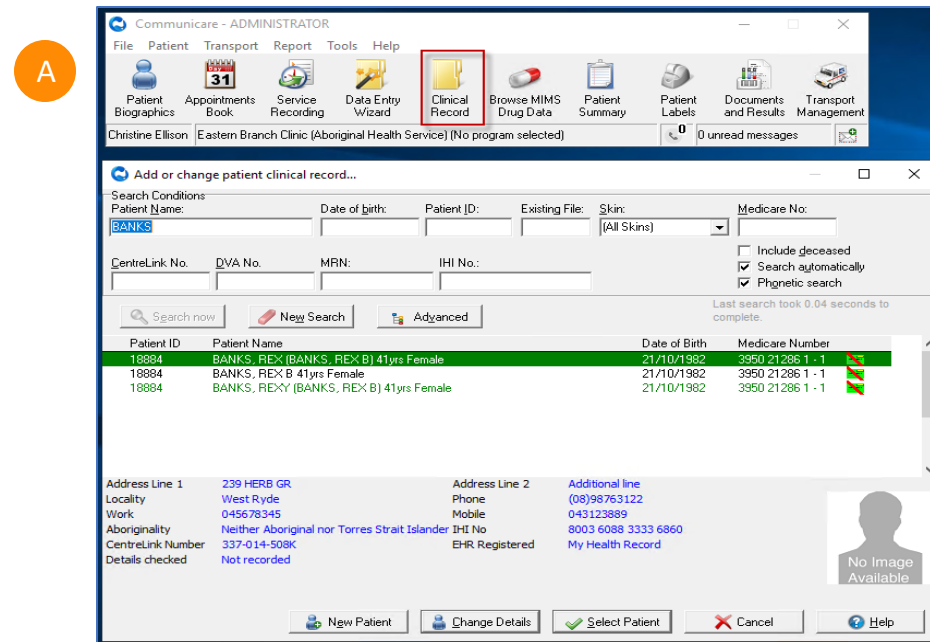 A
Communicare - ADMINISTRATOR
File Patient Transport Report Tools Help
31
Patient Biographics Appointments Book Service Recording Data Entry Wizard Clinical Record Browse MIMS Drug Data Patient Summary Patient Labels Documents and Results Transport Management
Christine Ellison Eastern Branch Clinic (Aboriginal Health Service) (No program selected) 0 0 unread messages
Add or change patient clinical record...
Search Conditions
Patient Name: Date of birth: Patient ID: Existing File: Skin: Medicare No:
BANKS (All Skins)
Include deceased
CentreLink No. DVA No. MRN: IHI No.: Search automatically
Phonetic search
Search now New Search Advanced Last search took 0.04 seconds to
complete.
Patient ID Patient Name Date of Birth Medicare Number
18884 BANKS, REX (BANKS, REX B) 41yrs Female 21/10/1982 3950 21286 1 - 1
18884 BANKS, REX B 41yrs Female 21/10/1982 3950 21286 1 - 1
18884 BANKS, REXY (BANKS, REX B) 41yrs Female 21/10/1982 3950 21286 1 - 1
Address Line 1 239 HERB GR Address Line 2 Additional line
Locality West Ryde Phone (08)98763122
Work 045678345 Mobile 043123889
Aboriginality Neither Aboriginal nor Torres Strait Islander IHI No 8003 6088 3333 6860
CentreLink Number 337-014-508K EHR Registered My Health Record
Details checked Not recorded
No Image
Available
New Patient Change Details Select Patient Cancel Help